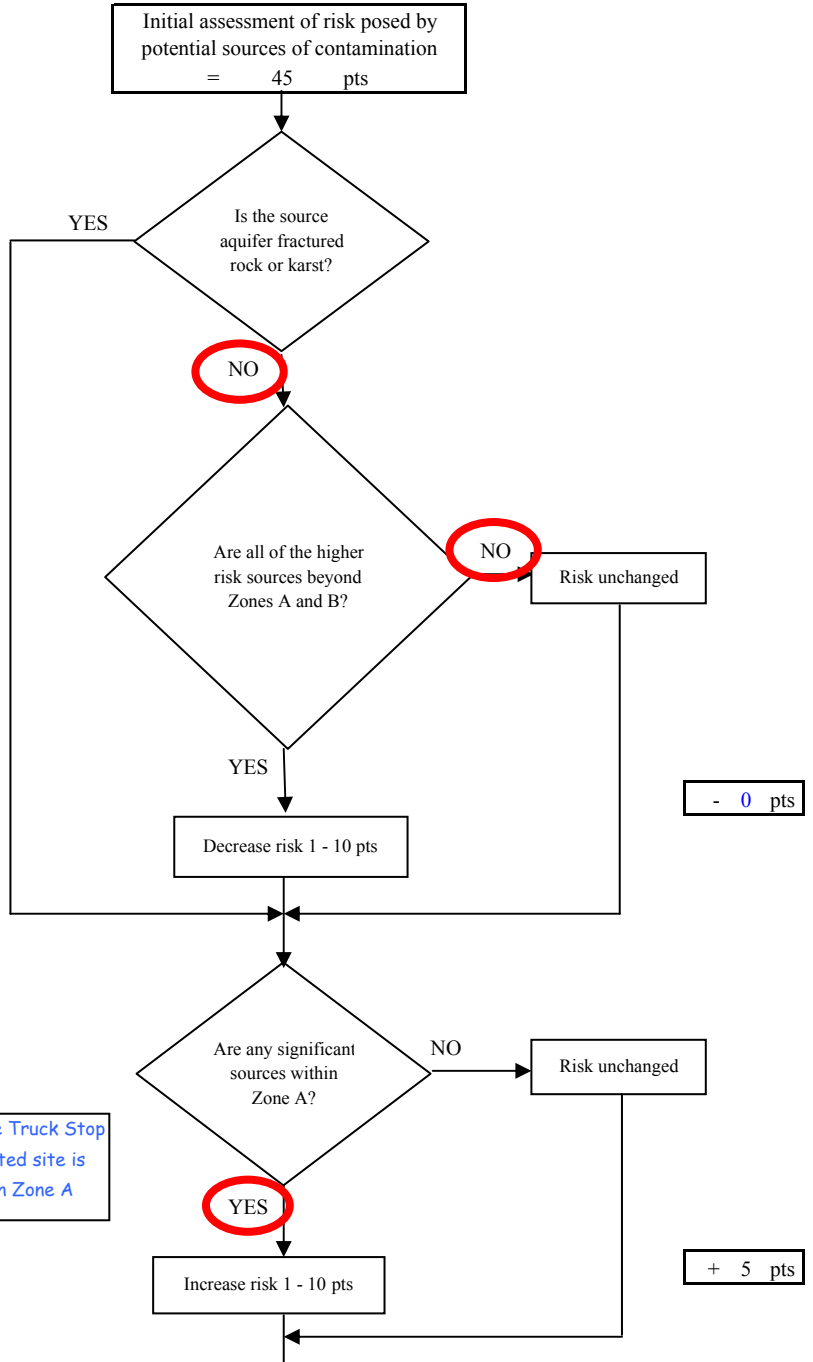 Initial assessment of risk posed by
potential sources of contamination
= 45 pts
YES
Is the source
aquifer fractured
rock or karst?
NO
Are all of the higher
risk sources beyond
Zones A and B?
NO
Risk unchanged
YES
- 0 pts
Decrease risk 1 - 10 pts
Are any significant
sources within
Zone A?
NO
Risk unchanged
Truck Stop
ted site is
Zone A
YES
+ 5 pts
Increase risk 1 - 10 pts